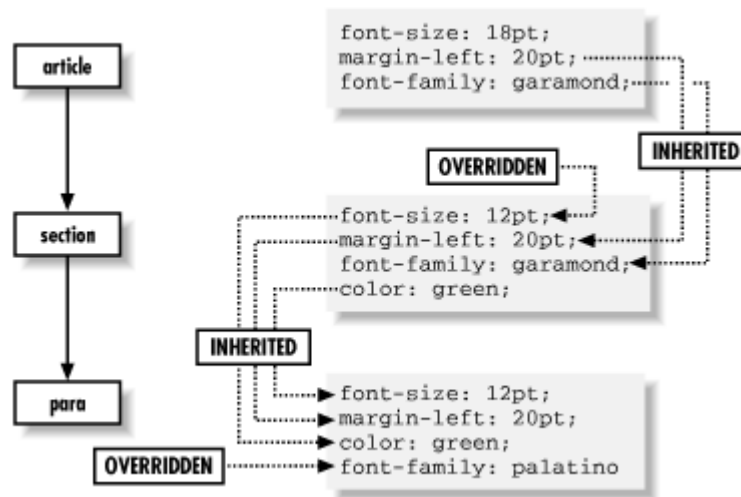 article
font-size: 18pt;
margin-left: 20pt;
font-family: garamond;
INHERITED
OVERRIDDEN
section
font-size: 12pt;
margin-left: 20pt;
font-family: garamond;
color: green;
INHERITED
para
font-size: 12pt;
margin-left: 20pt;
color: green;
OVERRIDDEN
font-family: palatino